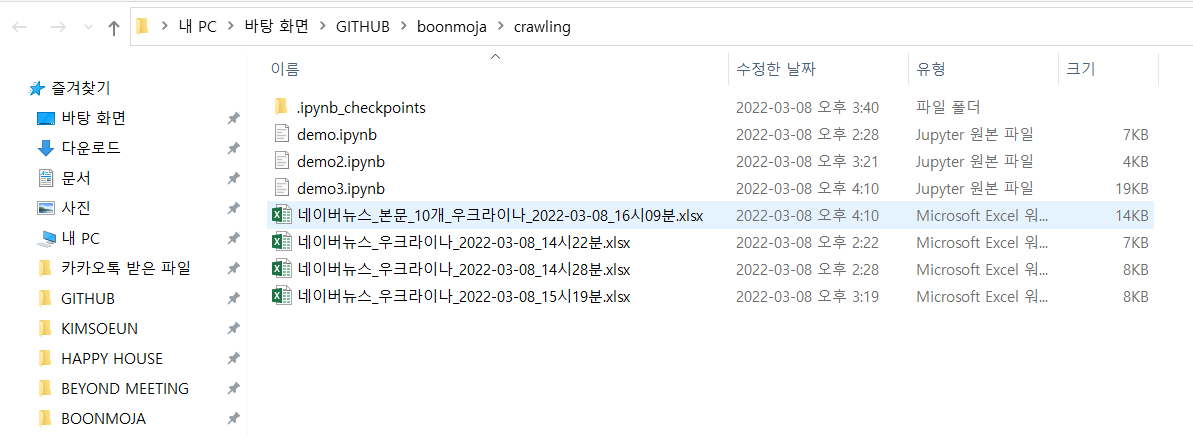 내 PC > 바탕 화면 > GITHUB > boonmoja > crawling
즐겨찾기
바탕 화면
다운로드
문서
사진
내 PC
카카오톡 받은 파일
GITHUB
KIMSOEUN
HAPPY HOUSE
BEYOND MEETING
BOONMOJA
이름 수정한 날짜 유형 크기
.ipynb_checkpoints 2022-03-08 오후 3:40 파일 폴더
demo.ipynb 2022-03-08 오후 2:28 Jupyter 원본 파일 7KB
demo2.ipynb 2022-03-08 오후 3:21 Jupyter 원본 파일 4KB
demo3.ipynb 2022-03-08 오후 4:10 Jupyter 원본 파일 19KB
네이버뉴스_본문_10개_우크라이나_2022-03-08_16시09분.xlsx 2022-03-08 오후 4:10 Microsoft Excel 워... 14KB
네이버뉴스_우크라이나_2022-03-08_14시22분.xlsx 2022-03-08 오후 2:22 Microsoft Excel 워... 7KB
네이버뉴스_우크라이나_2022-03-08_14시28분.xlsx 2022-03-08 오후 2:28 Microsoft Excel 워... 8KB
네이버뉴스_우크라이나_2022-03-08_15시19분.xlsx 2022-03-08 오후 3:19 Microsoft Excel 워... 8KB